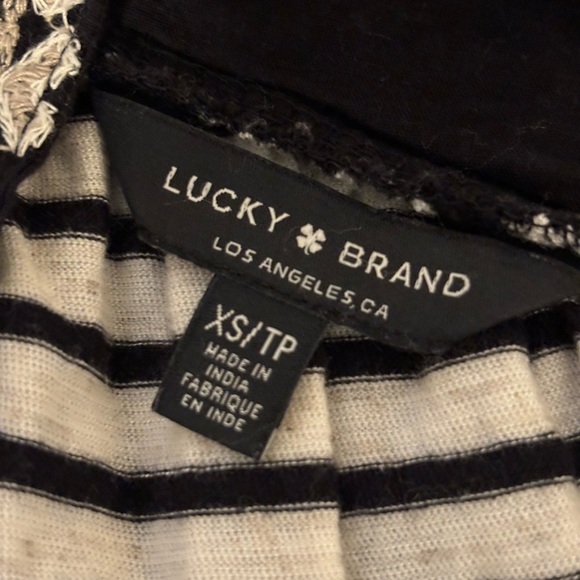 LUCKY BRAND
LOS ANGELES, CA
XS/TP
MADE IN
INDIA
FABRIQUE
EN INDE